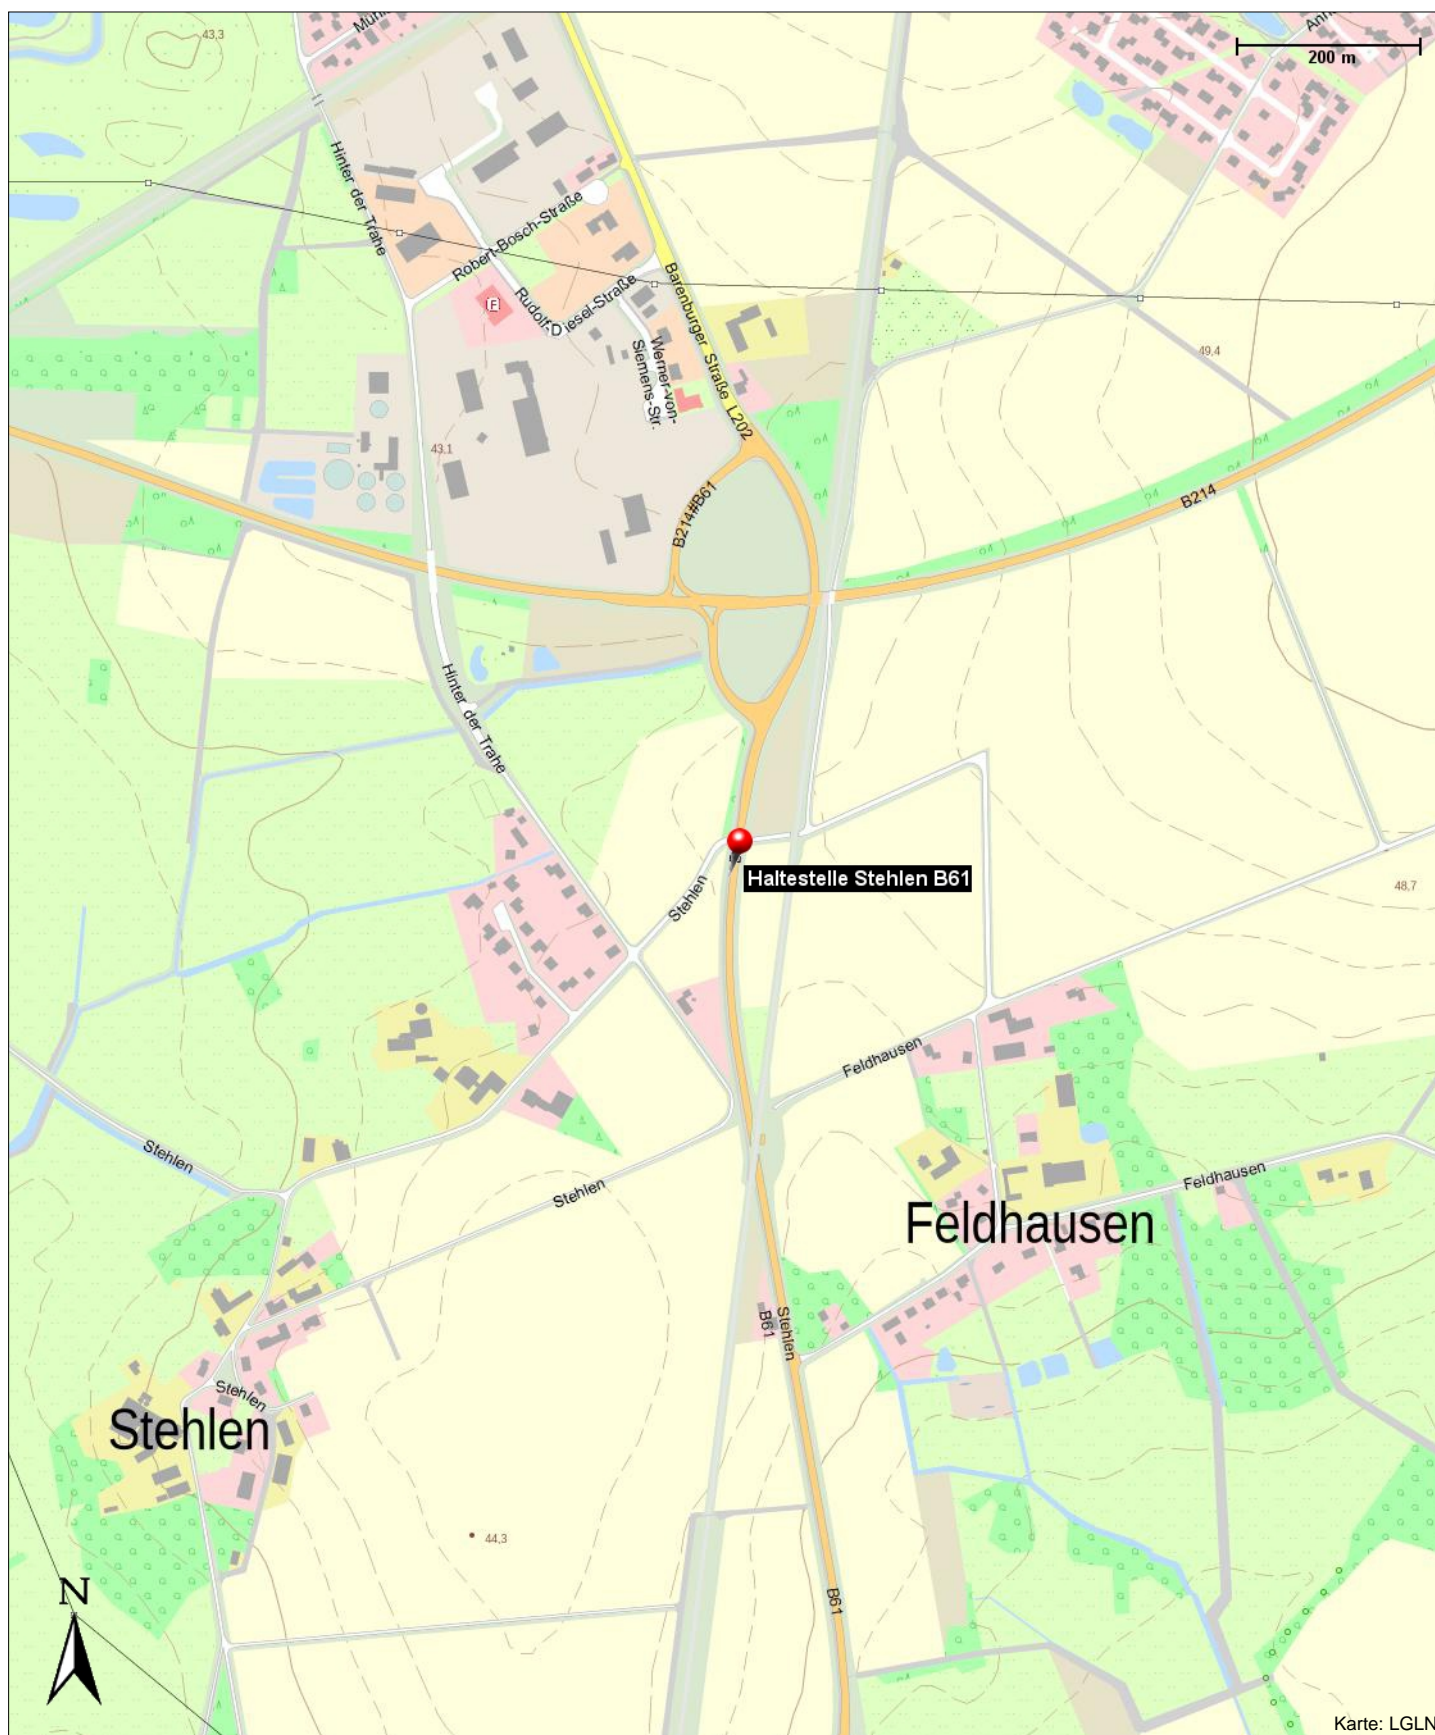 43,3
200 m
Hinter der Trahe
Robert-Bosch-Straße
F
Rudolf-Diesel-Straße
Werner-von-
Siemens-Str.
Barenburger Straße L202
49,4
43,1
B214#B61
B214
Hinter der Trahe
Haltestelle Stehlen B61
Stehlen
48,7
Feldhausen
Stehlen
Stehlen
Feldhausen
Feldhausen
Stehlen
B61
Stehlen
Stehlen
44,3
N
B61
Karte: LGLN